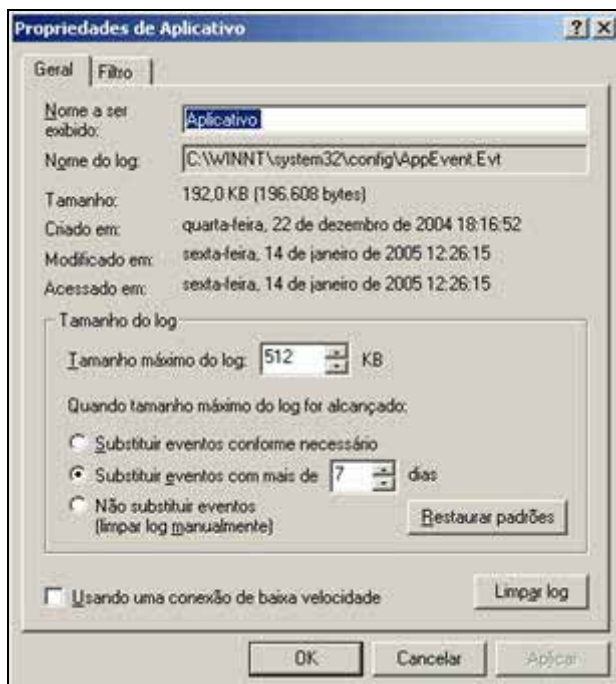 Propriedades de Aplicativo
Geral
Filtro
Nome a ser
exibido:
Aplicativo
Nome do log:
C:\WINNT\system32\config\AppEvent.Evt
Tamanho:
192,0 KB (196.608 bytes)
Criado em:
quarta-feira, 22 de dezembro de 2004 18:16:52
Modificado em:
sexta-feira, 14 de janeiro de 2005 12:26:15
Acessado em:
sexta-feira, 14 de janeiro de 2005 12:26:15
Tamanho do log
Tamanho máximo do log: 512 KB
Quando tamanho máximo do log for alcançado:
Substituir eventos conforme necessário
Substituir eventos com mais de 7 dias
Não substituir eventos
(limpar log manualmente)
Restaurar padrões
Usando uma conexão de baixa velocidade
Limpar log
OK
Cancelar
Aplicar